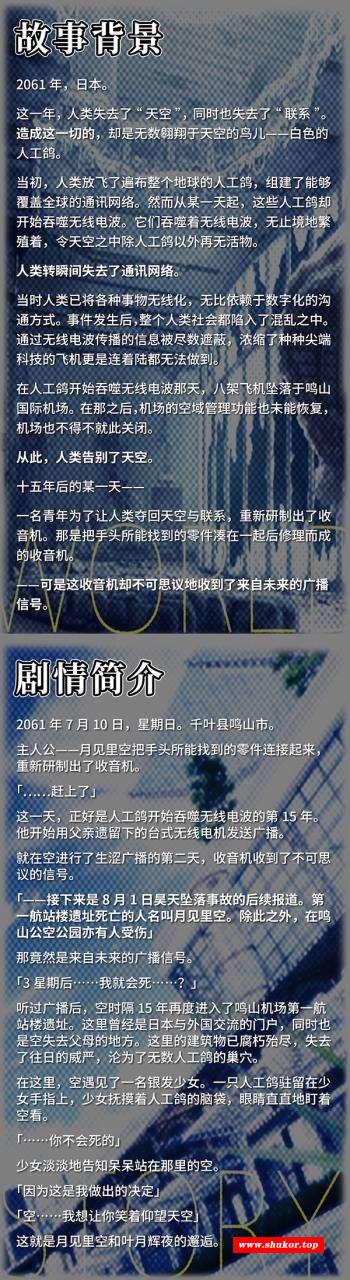 故事背景
2061 年，日本。
这一年，人类失去了“天空”，同时也失去了“联系”。
造成这一切的，却是无数翱翔于天空的鸟儿——白色的
人工鸽。
当初，人类放飞了遍布整个地球的人工鸽，组建了能够
覆盖全球的通讯网络。然而从某一天起，这些人工鸽却
开始吞噬无线电波。它们吞噬着无线电波，无止境地繁
殖着，令天空之中除人工鸽以外再无活物。
人类转瞬间失去了通讯网络。
当时人类已将各种事物无线化，无比依赖于数字化的沟
通方式。事件发生后，整个人类社会都陷入了混乱之中。
通过无线电波传播的信息被尽数遮蔽，浓缩了种种尖端
科技的飞机更是连着陆都无法做到。
在人工鸽开始吞噬无线电波那天，八架飞机坠落于鸣山
国际机场。在那之后，机场的空域管理功能也未能恢复，
机场也不得不就此关闭。
从此，人类告别了天空。
十五年后的某一天——
一名青年为了让人类夺回天空与联系，重新研制出了收
音机。那是把手头所能找到的零件凑在一起后修理而成
的收音机。
——可是这收音机却不可思议地收到了来自未来的广播
信号。
WORLD
剧情简介
2061 年 7 月 10 日，星期日。千叶县鸣山市。
主人公——月见里空把手头所能找到的零件连接起来，
重新研制出了收音机。
「……赶上了」
这一天，正好是人工鸽开始吞噬无线电波的第 15 年。
他开始用父亲遗留下的台式无线电机发送广播。
就在空进行了生涩广播的第二天，收音机收到了不可思
议的信号。
「——接下来是 8 月 1 日昊天坠落事故的后续报道。第
一航站楼遗址死亡的人名叫月见里空。除此之外，在鸣
山公空公园亦有人受伤」
那竟然是来自未来的广播信号。
「3 星期后……我就会死……？」
听过广播后，空时隔 15 年再度进入了鸣山机场第一航
站楼遗址。这里曾经是日本与外国交流的门户，同时也
是空失去父母的地方。这里的建筑物已腐朽殆尽，失去
了往日的威严，沦为了无数人工鸽的巢穴。
在这里，空遇见了一名银发少女。一只人工鸽驻留在少
女手指上，少女抚摸着人工鸽的脑袋，眼睛直直地盯着
空看。
「……你不会死的」
少女淡淡地告知呆呆站在那里的空。
「因为这是我做出的决定」
「空……我想让你笑着仰望天空」
这就是月见里空和叶月辉夜的邂逅。
STORY
www.shukor.top